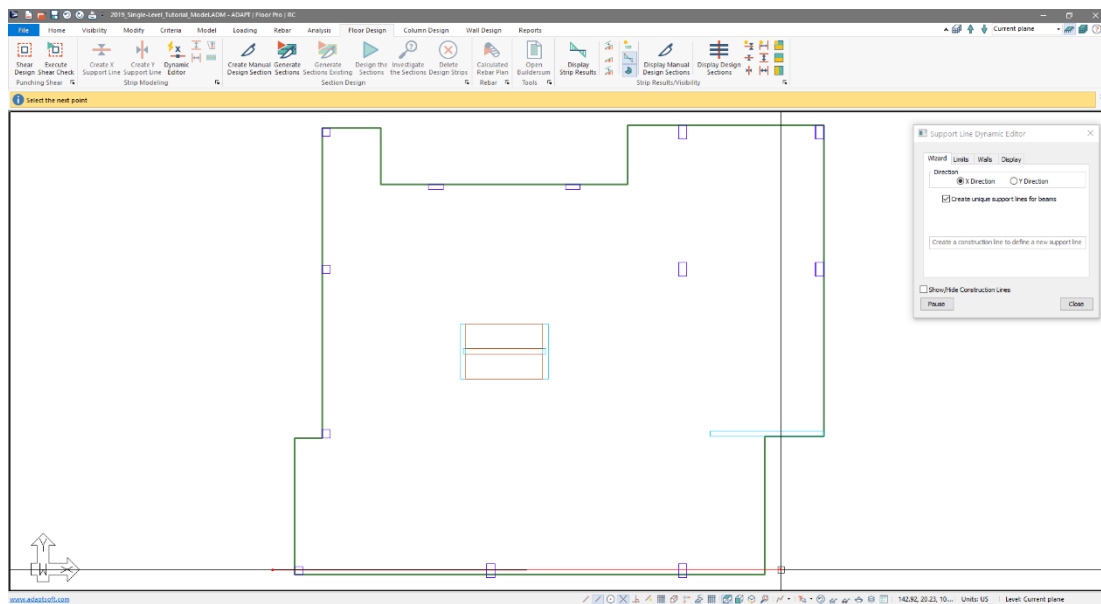 2019_Single-Level_Tutorial_Model.ADM - ADAPT | Floor Pro | RC
File Home Visibility Modify Criteria Model Loading Rebar Analysis Floor Design Column Design Wall Design Reports Current plane
Shear Design Execute Shear Check Create X Support Line Create Y Support Line Dynamic Editor Create Manual Design Section Generate Sections Generate Sections Existing Design the Sections Investigate the Sections Delete Design Strips Calculated Rebar Plan Open Buildersum Display Strip Results Display Manual Design Sections Display Design Sections
Punching Shear Strip Modeling Section Design Rebar Tools Strip Results/Visibility
Select the next point
Support Line Dynamic Editor
Wizard Limits Walls Display
Direction
X Direction Y Direction
Create unique support lines for beams
Create a construction line to define a new support line
Show/Hide Construction Lines
Pause Close
Y
X
www.adaptsoft.com 142.92, 20.23, 10... Units: US Level: Current plane